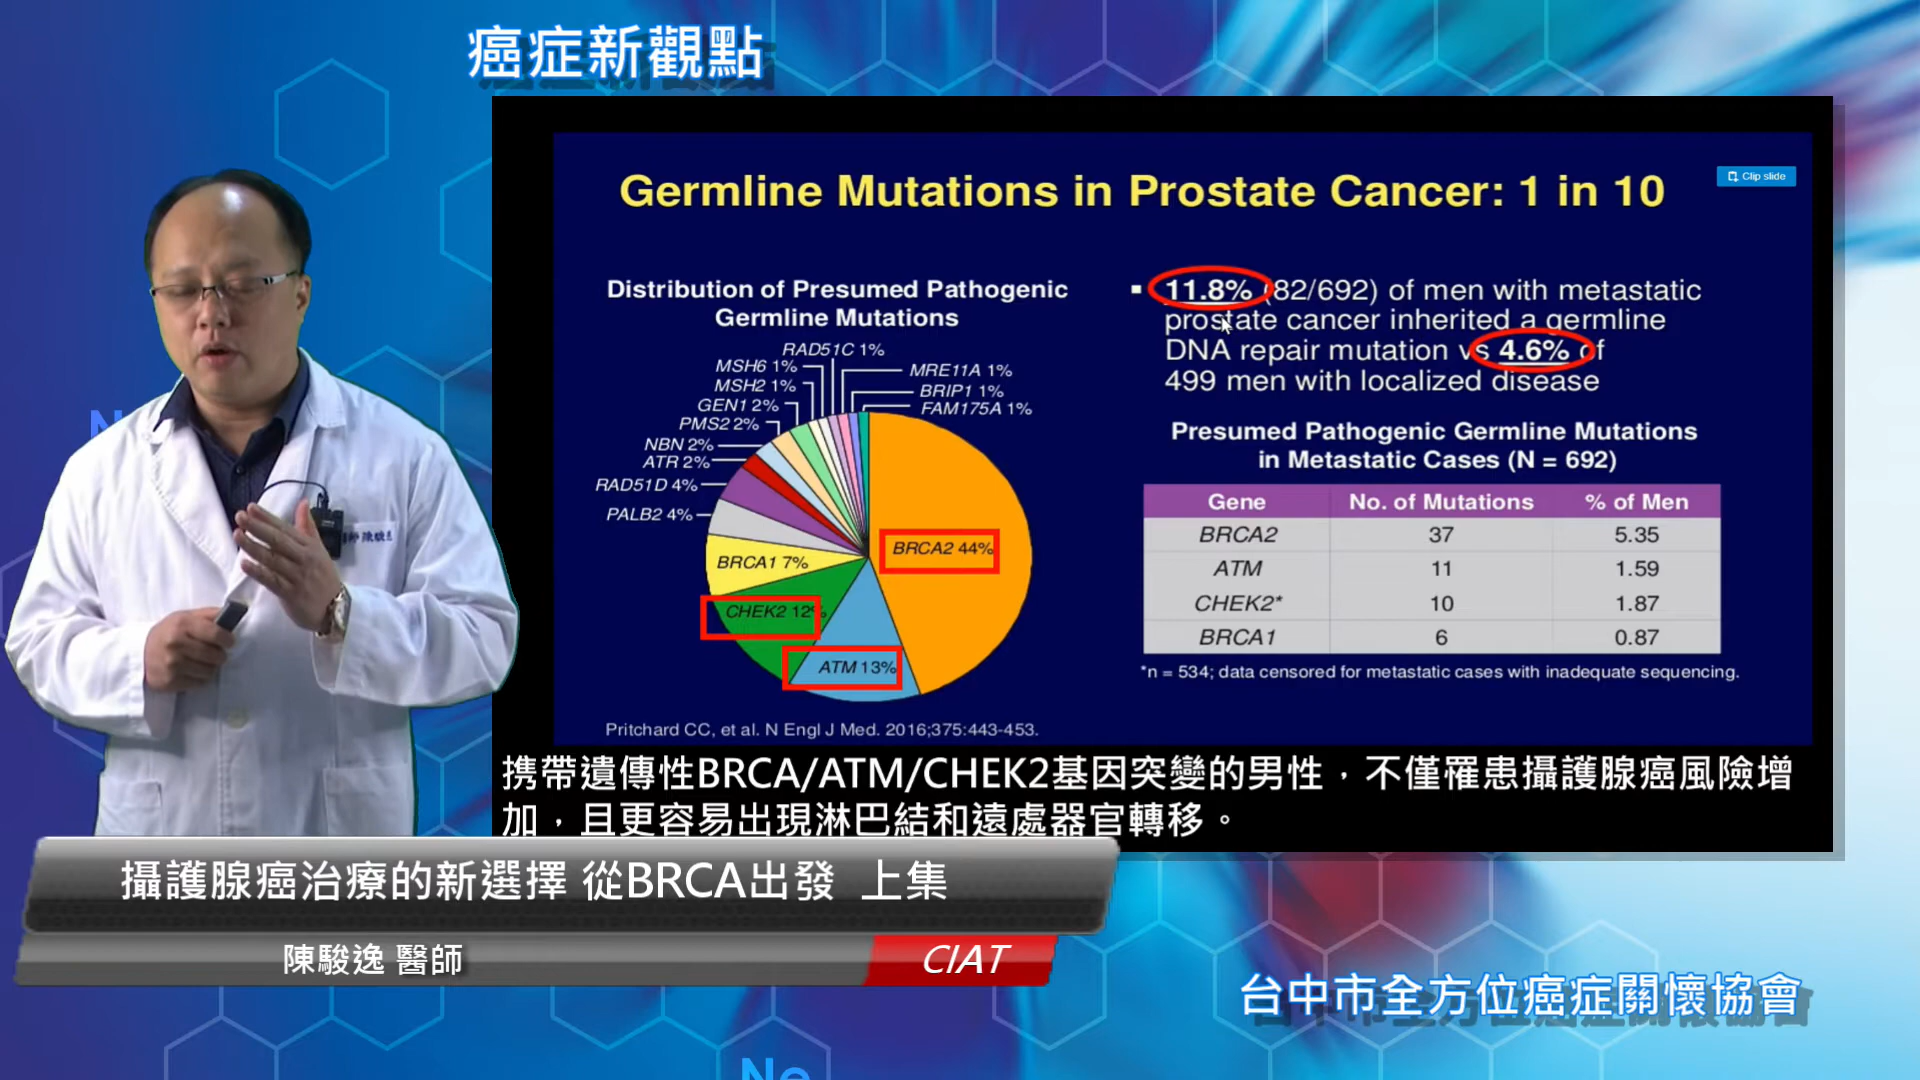 癌症新觀點
Germline Mutations in Prostate Cancer: 1 in 10
Clip slide
Distribution of Presumed Pathogenic
Germline Mutations
RAD51C 1%
MSH6 1%
MSH2 1%
GEN1 2%
PMS2 2%
NBN 2%
ATR 2%
RAD51D 4%
PALB2 4%
MRE11A 1%
BRIP1 1%
FAM175A 1%
BRCA1 7%
BRCA2 44%
CHEK2 12%
ATM 13%
Pritchard CC, et al. N Engl J Med. 2016;375:443-453.
▪ 11.8% (82/692) of men with metastatic
prostate cancer inherited a germline
DNA repair mutation vs 4.6% of
499 men with localized disease
Presumed Pathogenic Germline Mutations
in Metastatic Cases (N = 692)
Gene No. of Mutations % of Men
BRCA2 37 5.35
ATM 11 1.59
CHEK2* 10 1.87
BRCA1 6 0.87
*n = 534; data censored for metastatic cases with inadequate sequencing.
携帶遺傳性BRCA/ATM/CHEK2基因突變的男性，不僅罹患攝護腺癌風險增
加，且更容易出現淋巴結和遠處器官轉移。
攝護腺癌治療的新選擇 從BRCA出發 上集
陳駿逸 醫師
CIAT
台中市全方位癌症關懷協會
Ne